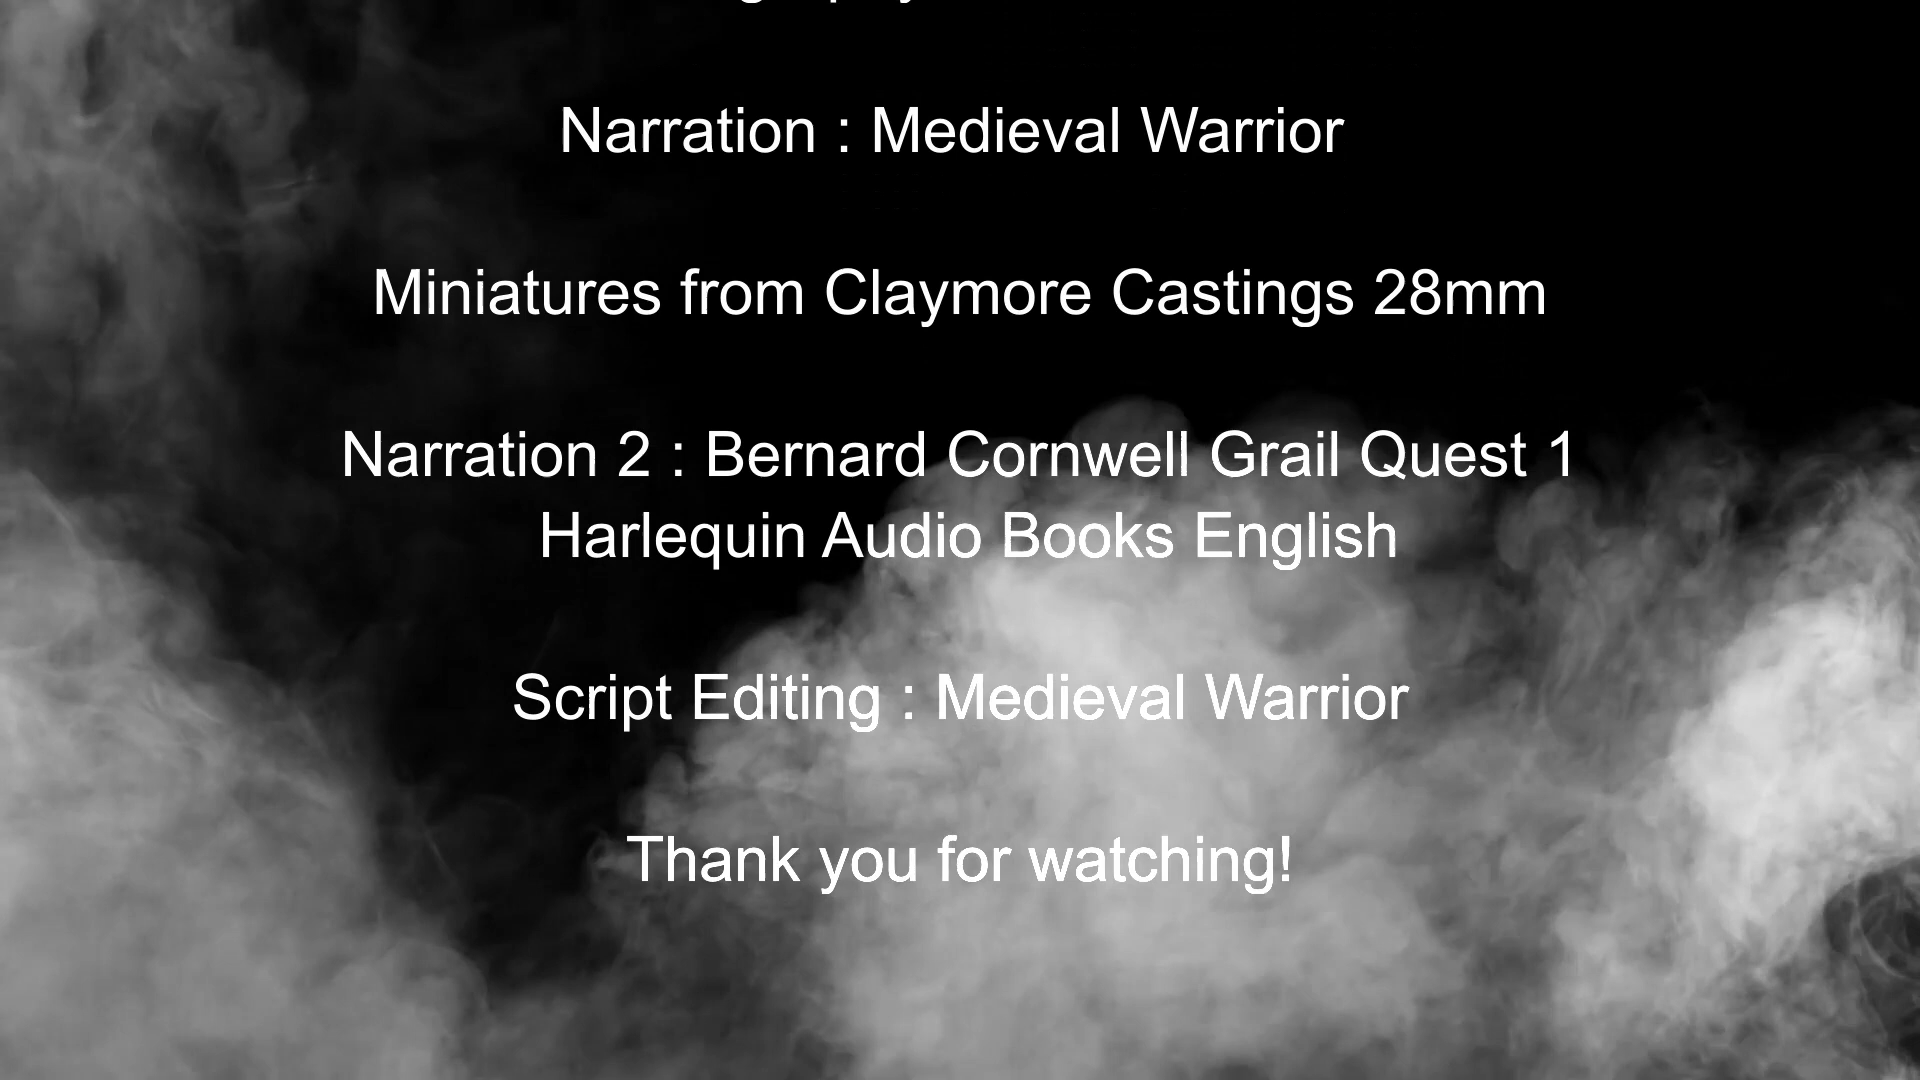 Narration : Medieval Warrior
Miniatures from Claymore Castings 28mm
Narration 2 : Bernard Cornwell Grail Quest 1
Harlequin Audio Books English
Script Editing : Medieval Warrior
Thank you for watching!